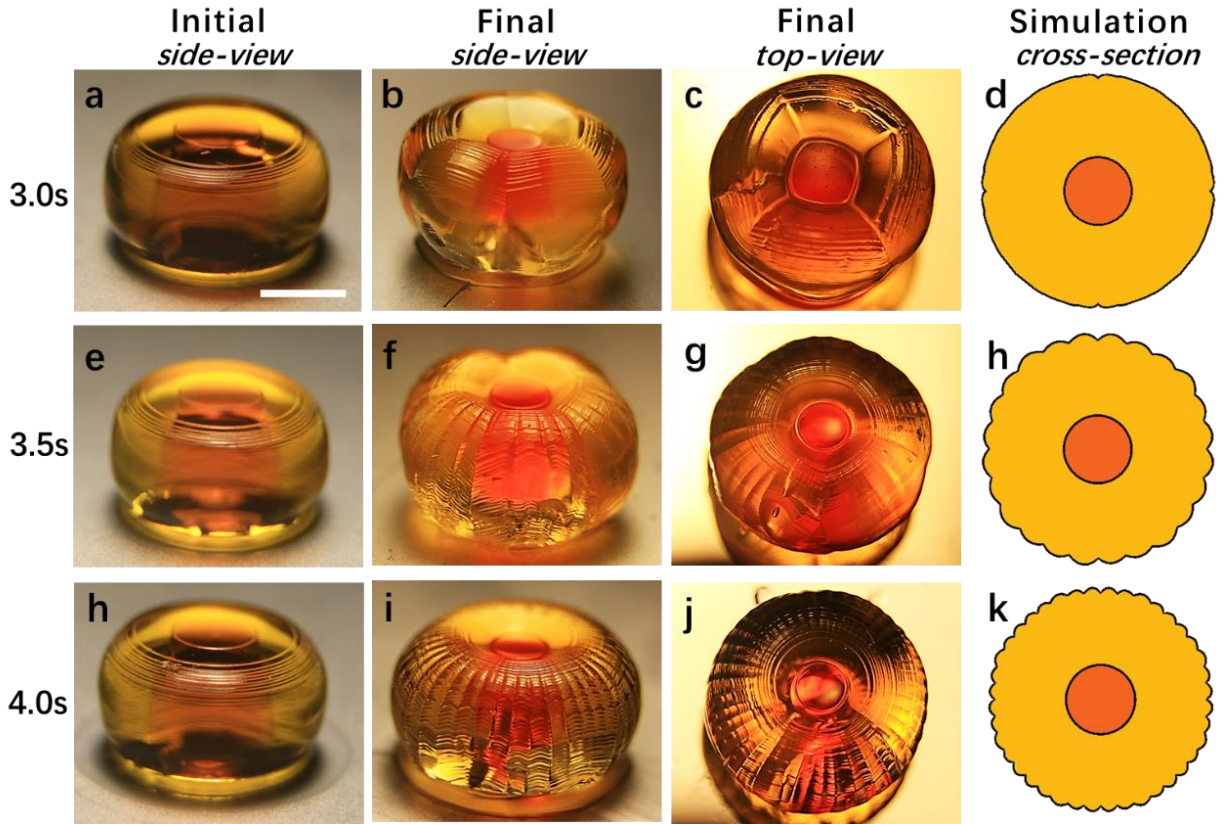 Initial Final Final Simulation
side-view side-view top-view cross-section
a b c d
3.0s
e f g h
3.5s
h i j k
4.0s